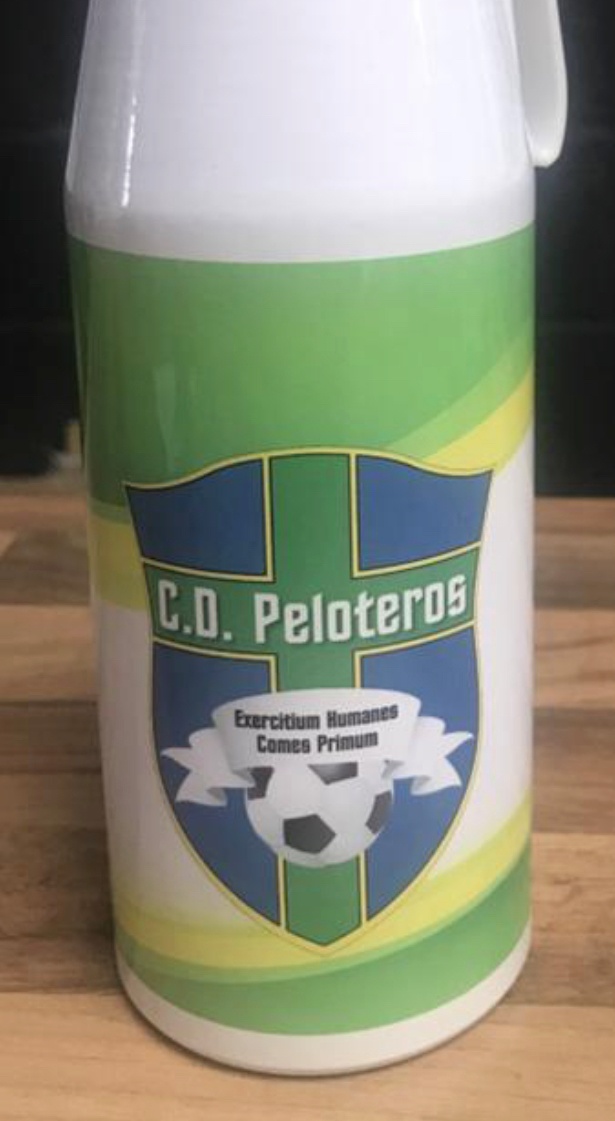 C.D. Peloteros
Exercitium Humanes
Comes Primum